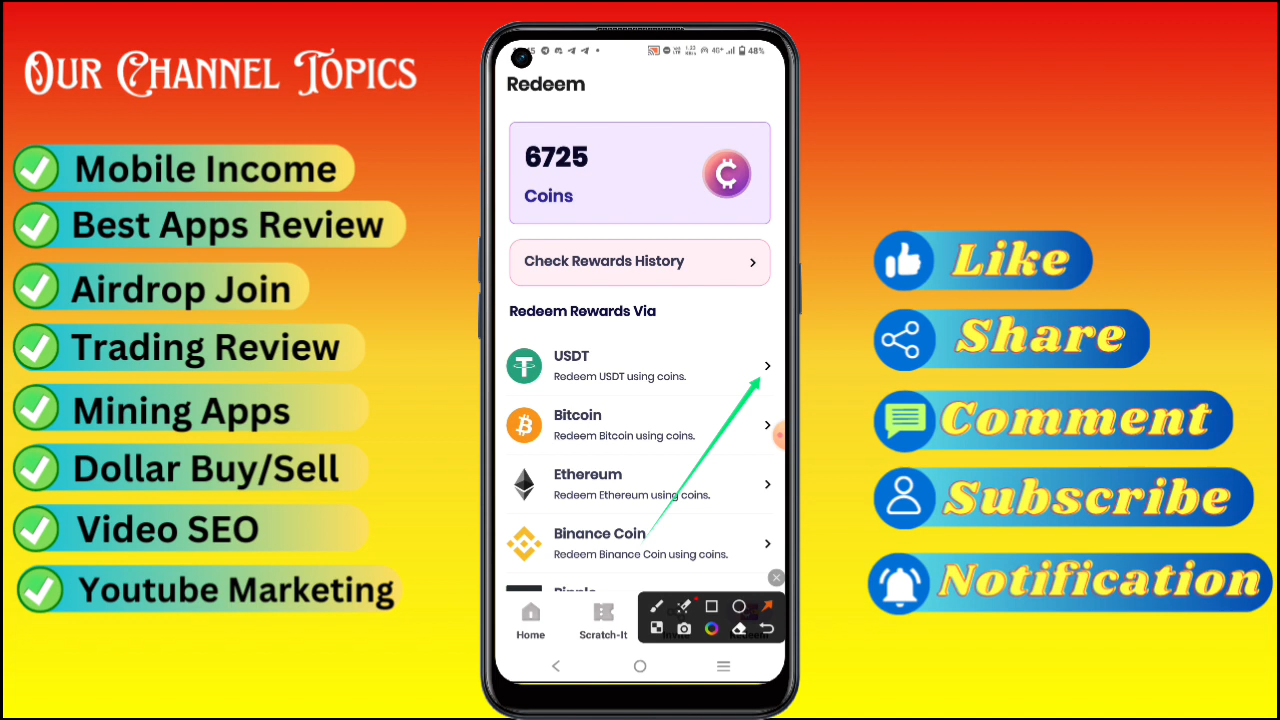 Our Channel Topics
Mobile Income
Best Apps Review
Airdrop Join
Trading Review
Mining Apps
Dollar Buy/Sell
Video SEO
Youtube Marketing
48%
Redeem
6725
Coins
Check Rewards History
Redeem Rewards Via
USDT
Redeem USDT using coins.
Bitcoin
Redeem Bitcoin using coins.
Ethereum
Redeem Ethereum using coins.
Binance Coin
Redeem Binance Coin using coins.
Home
Scratch-It
Like
Share
Comment
Subscribe
Notification